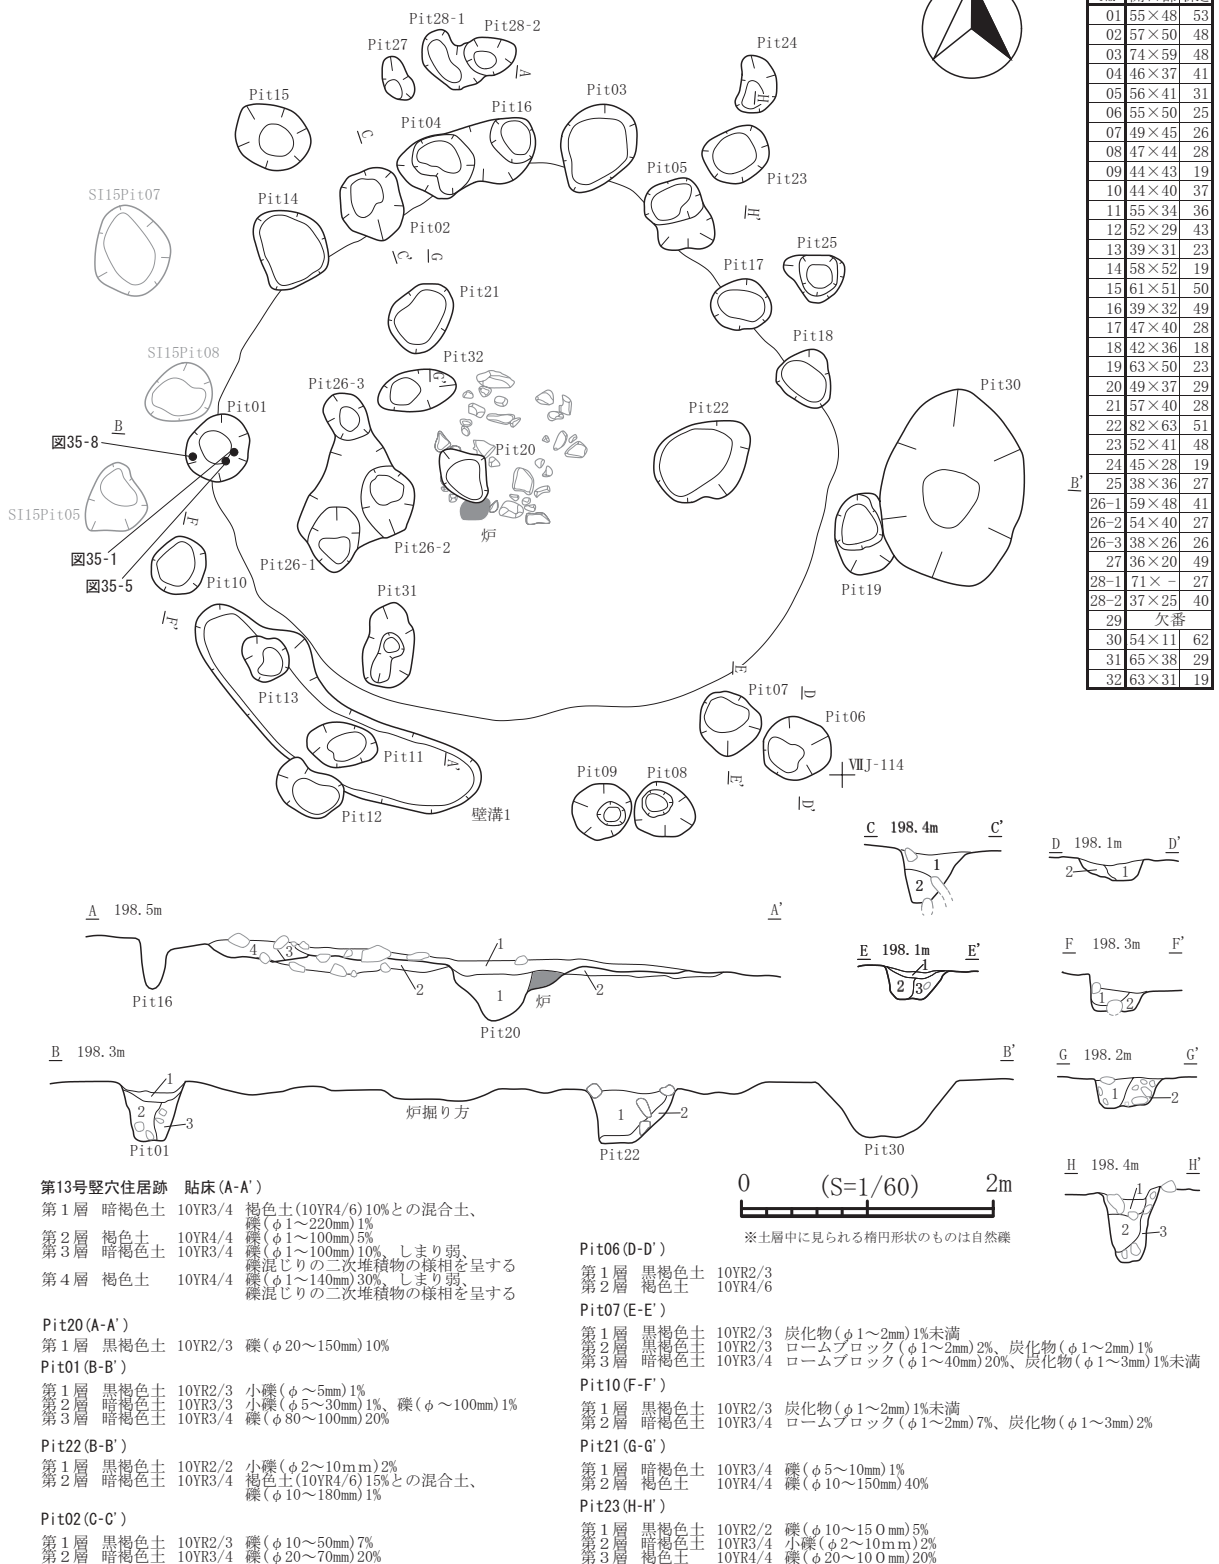 Pit28-1
Pit28-2
Pit27
A
Pit24
H
Pit15
Pit03
Pit16
Pit04
C
Pit05
Pit23
SI15Pit07
Pit14
H'
Pit02
C'
G
Pit25
Pit17
Pit21
Pit18
SI15Pit08
Pit32
G'
Pit26-3
Pit30
Pit01
Pit22
B
図35-8
Pit20
B'
SI15Pit05
F
炉
Pit26-2
図35-1
Pit26-1
図35-5
Pit10
Pit19
Pit31
F'
E
Pit13
Pit07
D
Pit06
Pit11
A'
ⅦJ-114
Pit09
Pit08
E'
D'
Pit12
壁溝1
01 55×48 53
02 57×50 48
03 74×59 48
04 46×37 41
05 56×41 31
06 55×50 25
07 49×45 26
08 47×44 28
09 44×43 19
10 44×40 37
11 55×34 36
12 52×29 43
13 39×31 23
14 58×52 19
15 61×51 50
16 39×32 49
17 47×40 28
18 42×36 18
19 63×50 23
20 49×37 29
21 57×40 28
22 82×63 51
23 52×41 48
24 45×28 19
25 38×36 27
26-1 59×48 41
26-2 54×40 27
26-3 38×26 26
27 36×20 49
28-1 71× - 27
28-2 37×25 40
29 欠番
30 54×11 62
31 65×38 29
32 63×31 19
C 198.4m C'
1
2
D 198.1m D'
2 1
A 198.5m A'
4 3 1
2 1 2
Pit16
炉
Pit20
E 198.1m E'
1
2 3
F 198.3m F'
1 2
B 198.3m B'
1
2
3
1 2
炉掘り方
Pit01
Pit22
Pit30
G 198.2m G'
1 2
H 198.4m H'
1
2
3
0 (S=1/60) 2m
※土層中に見られる楕円形状のものは自然礫
第13号竪穴住居跡 貼床(A-A')
第1層 暗褐色土 10YR3/4 褐色土(10YR4/6)10%との混合土、
礫(φ1～220mm)1%
第2層 褐色土 10YR4/4 礫(φ1～100mm)5%
第3層 暗褐色土 10YR3/4 礫(φ1～100mm)10%、しまり弱、
礫混じりの二次堆積物の様相を呈する
第4層 褐色土 10YR4/4 礫(φ1～140mm)30%、しまり弱、
礫混じりの二次堆積物の様相を呈する
Pit20(A-A')
第1層 黒褐色土 10YR2/3 礫(φ20～150mm)10%
Pit01(B-B')
第1層 黒褐色土 10YR2/3 小礫(φ～5mm)1%
第2層 暗褐色土 10YR3/3 小礫(φ5～30mm)1%、礫(φ～100mm)1%
第3層 暗褐色土 10YR3/4 礫(φ80～100mm)20%
Pit22(B-B')
第1層 黒褐色土 10YR2/2 小礫(φ2～10mm)2%
第2層 暗褐色土 10YR3/4 褐色土(10YR4/6)15%との混合土、
礫(φ10～180mm)1%
Pit02(C-C')
第1層 黒褐色土 10YR2/3 礫(φ10～50mm)7%
第2層 暗褐色土 10YR3/4 礫(φ20～70mm)20%
Pit06(D-D')
第1層 黒褐色土 10YR2/3
第2層 褐色土 10YR4/6
Pit07(E-E')
第1層 黒褐色土 10YR2/3 炭化物(φ1～2mm)1%未満
第2層 黒褐色土 10YR2/3 ロームブロック(φ1～2mm)2%、炭化物(φ1～2mm)1%
第3層 暗褐色土 10YR3/4 ロームブロック(φ1～40mm)20%、炭化物(φ1～3mm)1%未満
Pit10(F-F')
第1層 黒褐色土 10YR2/3 炭化物(φ1～2mm)1%未満
第2層 暗褐色土 10YR3/4 ロームブロック(φ1～2mm)7%、炭化物(φ1～3mm)2%
Pit21(G-G')
第1層 暗褐色土 10YR3/4 礫(φ5～10mm)1%
第2層 褐色土 10YR4/4 礫(φ10～150mm)40%
Pit23(H-H')
第1層 黒褐色土 10YR2/2 礫(φ10～150mm)5%
第2層 暗褐色土 10YR3/4 小礫(φ2～10mm)2%
第3層 褐色土 10YR4/4 礫(φ20～100mm)20%